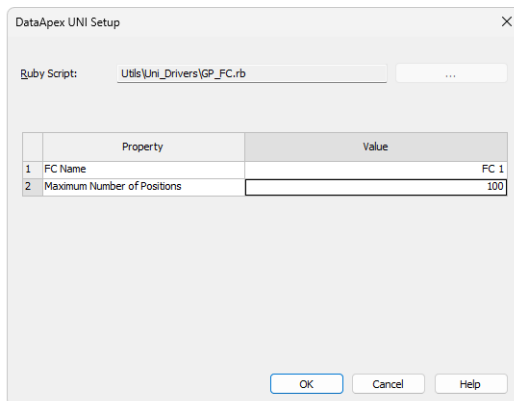 DataApex UNI Setup
Ruby Script: Utils\Uni_Drivers\GP_FC.rb ...
Property Value
1 FC Name FC 1
2 Maximum Number of Positions 100
OK Cancel Help